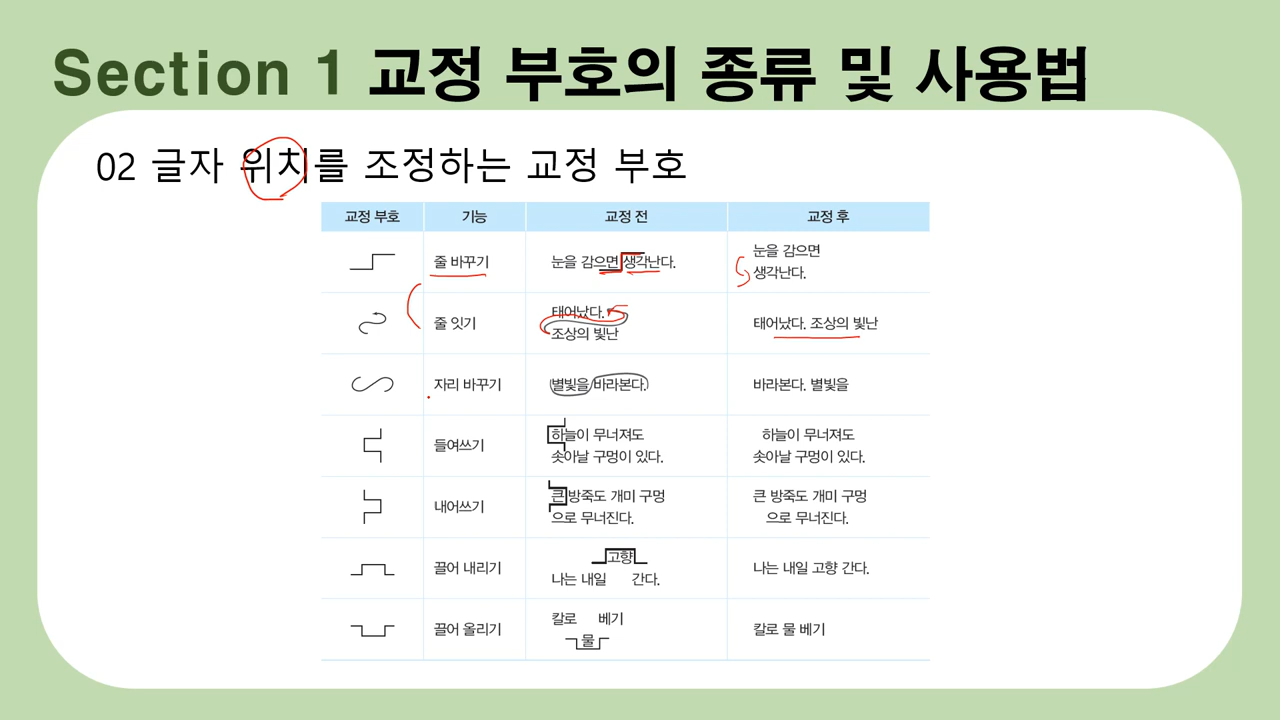 Section 1 교정 부호의 종류 및 사용법
02 글자 위치를 조정하는 교정 부호
교정 부호 기능 교정 전 교정 후
줄 바꾸기 눈을 감으면 생각난다. 눈을 감으면
생각난다.
줄 잇기 태어났다. 태어났다. 조상의 빛난
조상의 빛난
자리 바꾸기 별빛을 바라본다. 바라본다. 별빛을
들여쓰기 하늘이 무너져도 하늘이 무너져도
솟아날 구멍이 있다. 솟아날 구멍이 있다.
내어쓰기 큰 방죽도 개미 구멍 큰 방죽도 개미 구멍
으로 무너진다. 으로 무너진다.
고향
끌어 내리기 나는 내일 간다. 나는 내일 고향 간다.
끌어 올리기 칼로 베기 칼로 물 베기
물